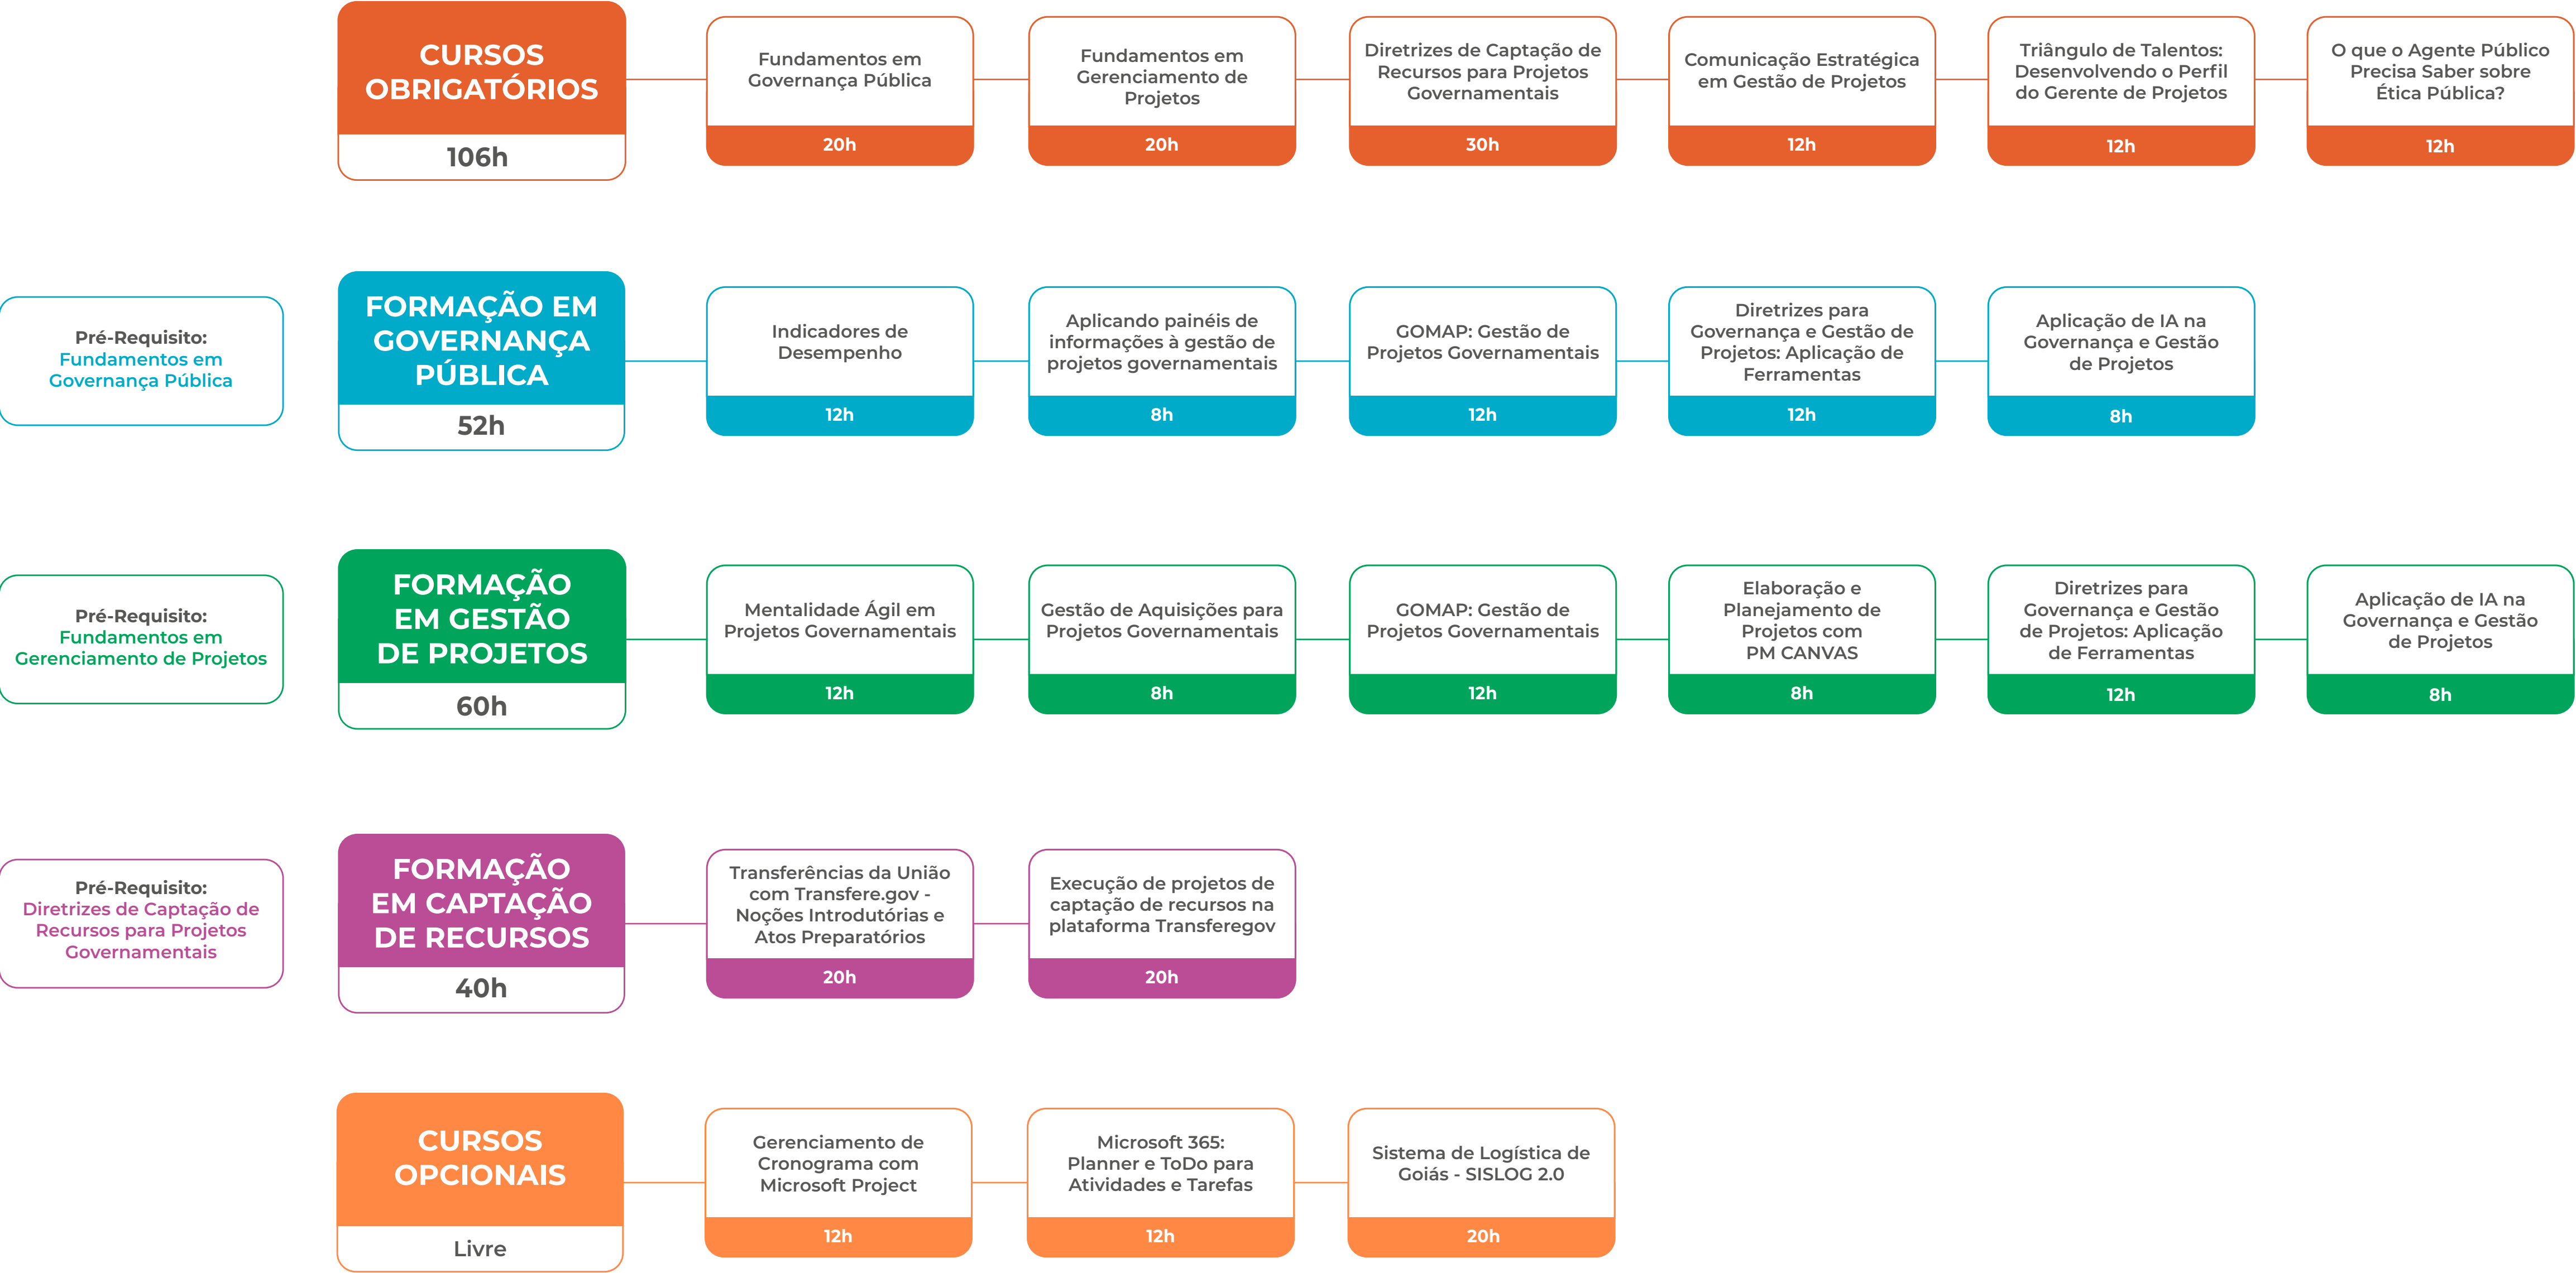 CURSOS
OBRIGATÓRIOS
106h
Fundamentos em
Governança Pública
20h
Fundamentos em
Gerenciamento de
Projetos
20h
Diretrizes de Captação de
Recursos para Projetos
Governamentais
30h
Comunicação Estratégica
em Gestão de Projetos
12h
Triângulo de Talentos:
Desenvolvendo o Perfil
do Gerente de Projetos
12h
O que o Agente Público
Precisa Saber sobre
Ética Pública?
12h
Pré-Requisito:
Fundamentos em
Governança Pública
FORMAÇÃO EM
GOVERNANÇA
PÚBLICA
52h
Indicadores de
Desempenho
12h
Aplicando painéis de
informações à gestão de
projetos governamentais
8h
GOMAP: Gestão de
Projetos Governamentais
12h
Diretrizes para
Governança e Gestão de
Projetos: Aplicação de
Ferramentas
12h
Aplicação de IA na
Governança e Gestão
de Projetos
8h
Pré-Requisito:
Fundamentos em
Gerenciamento de Projetos
FORMAÇÃO
EM GESTÃO
DE PROJETOS
60h
Mentalidade Ágil em
Projetos Governamentais
12h
Gestão de Aquisições para
Projetos Governamentais
8h
GOMAP: Gestão de
Projetos Governamentais
12h
Elaboração e
Planejamento de
Projetos com
PM CANVAS
8h
Diretrizes para
Governança e Gestão
de Projetos: Aplicação
de Ferramentas
12h
Aplicação de IA na
Governança e Gestão
de Projetos
8h
Pré-Requisito:
Diretrizes de Captação de
Recursos para Projetos
Governamentais
FORMAÇÃO
EM CAPTAÇÃO
DE RECURSOS
40h
Transferências da União
com Transfere.gov -
Noções Introdutórias e
Atos Preparatórios
20h
Execução de projetos de
captação de recursos na
plataforma Transferegov
20h
CURSOS
OPCIONAIS
Livre
Gerenciamento de
Cronograma com
Microsoft Project
12h
Microsoft 365:
Planner e ToDo para
Atividades e Tarefas
12h
Sistema de Logística de
Goiás - SISLOG 2.0
20h